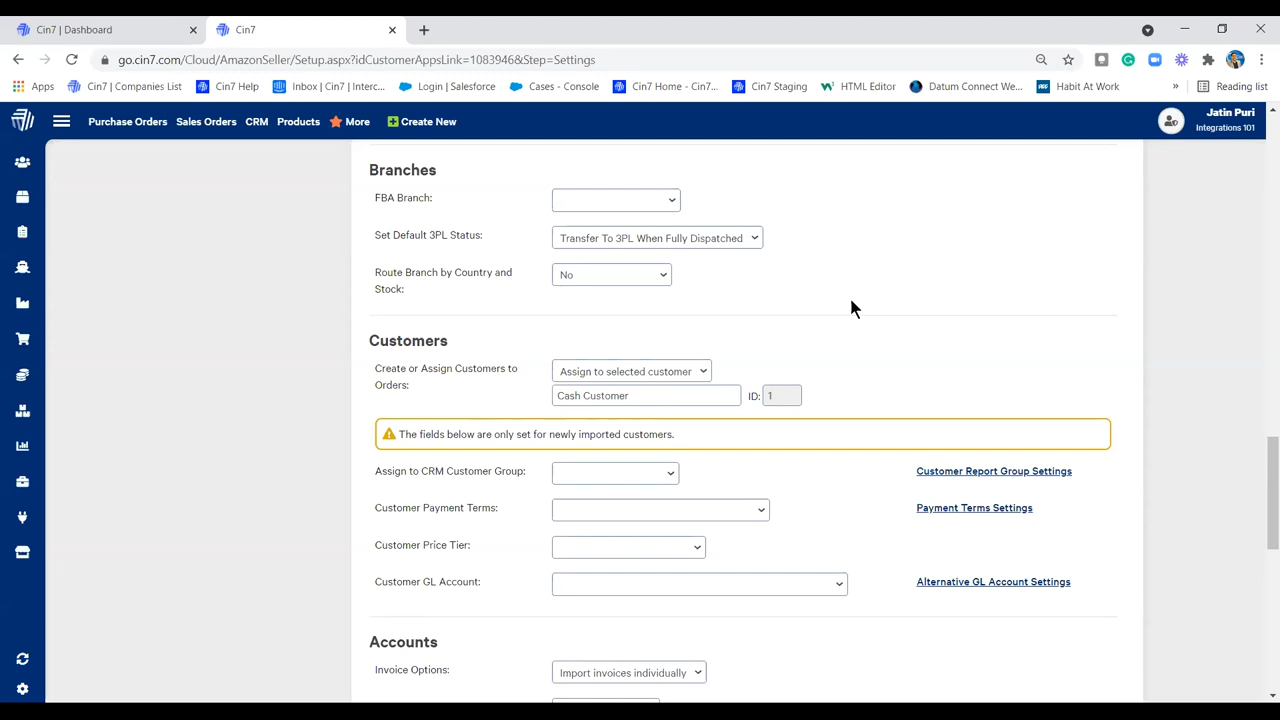 Cin7 | Dashboard
Cin7
go.cin7.com/Cloud/AmazonSeller/Setup.aspx?idCustomerAppsLink=1093946&Step=Settings
Apps
Cin7 | Companies List
Cin7 Help
Inbox | Cin7 | Interc...
Login | Salesforce
Cases - Console
Cin7 Home - Cin7...
Cin7 Staging
HTML Editor
Datum Connect We...
Habit At Work
»
Reading list
Purchase Orders
Sales Orders
CRM
Products
More
Create New
Jatin Puri
Integrations 101
Branches
FBA Branch:
Set Default 3PL Status:
Transfer To 3PL When Fully Dispatched
Route Branch by Country and
Stock:
No
Customers
Create or Assign Customers to
Orders:
Assign to selected customer
Cash Customer
ID:
1
The fields below are only set for newly imported customers.
Assign to CRM Customer Group:
Customer Report Group Settings
Customer Payment Terms:
Payment Terms Settings
Customer Price Tier:
Customer GL Account:
Alternative GL Account Settings
Accounts
Invoice Options:
Import invoices individually